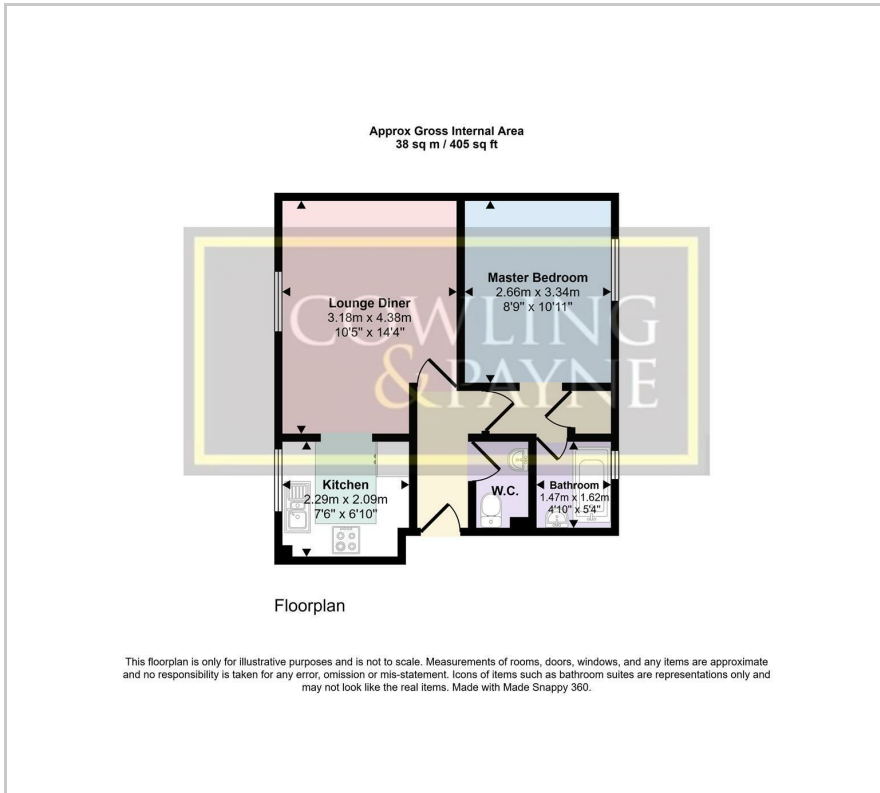 Approx Gross Internal Area
38 sq m / 405 sq ft
Lounge Diner
3.18m x 4.38m
10'5" x 14'4"
Master Bedroom
2.66m x 3.34m
8'9" x 10'11"
COWLING
& PAYNE
Kitchen
2.29m x 2.09m
7'6" x 6'10"
W.C.
Bathroom
1.47m x 1.62m
4'10" x 5'4"
Floorplan
This floorplan is only for illustrative purposes and is not to scale. Measurements of rooms, doors, windows, and any items are approximate
and no responsibility is taken for any error, omission or mis-statement. Icons of items such as bathroom suites are representations only and
may not look like the real items. Made with Made Snappy 360.